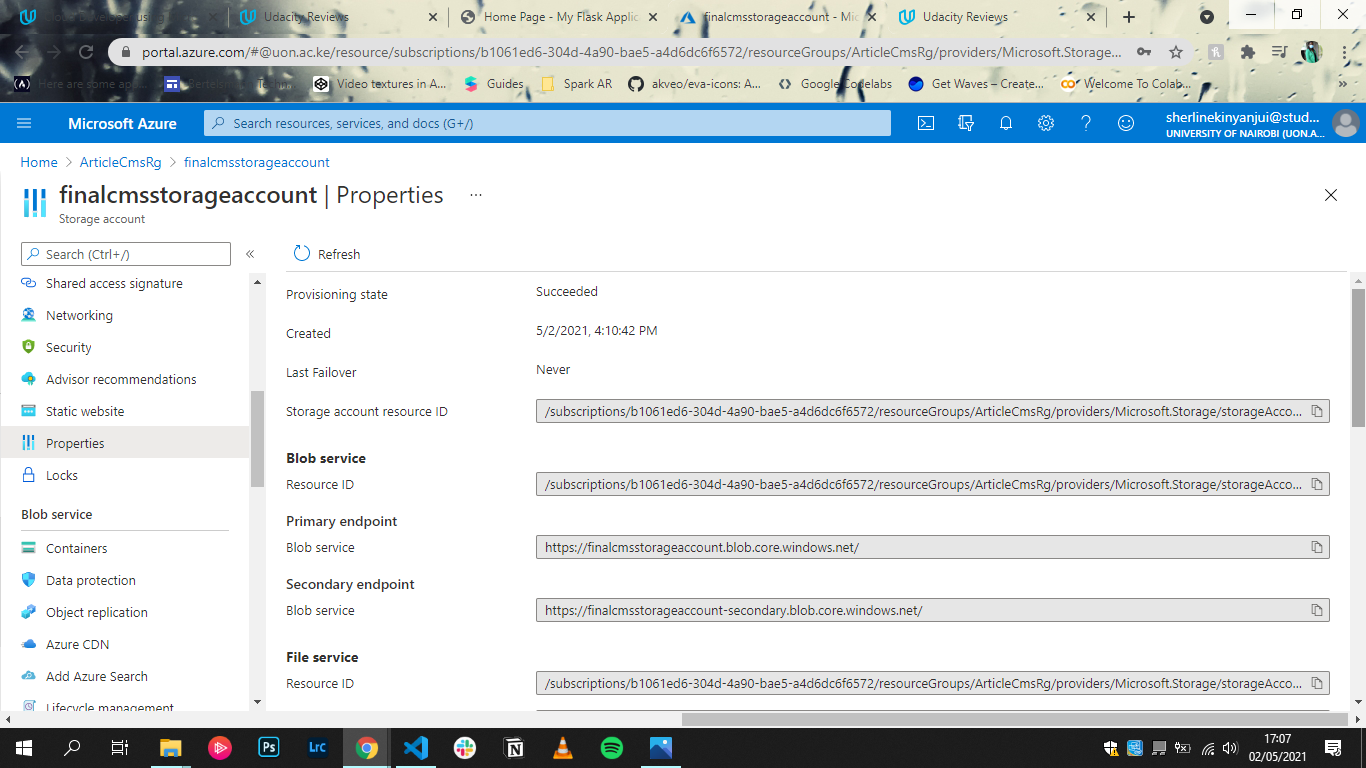 Udacity Reviews
Home Page - My Flask Applic
finalcmsstorageaccount - Mic
Udacity Reviews
portal.azure.com/#@uon.ac.ke/resource/subscriptions/b1061ed6-304d-4a90-bae5-a4d6dc6f6572/resourceGroups/ArticleCmsRg/providers/Microsoft.Storage...
Here are some app...
Video textures in A...
Guides
Spark AR
akveo/eva-icons: A...
Google Codelabs
Get Waves – Create...
Welcome To Colab...
»
Microsoft Azure
Search resources, services, and docs (G+/)
sherlinekinyanjui@stud...
UNIVERSITY OF NAIROBI (UON.A...
Home > ArticleCmsRg > finalcmsstorageaccount
finalcmsstorageaccount | Properties ...
Storage account
Search (Ctrl+/)
«
Refresh
Shared access signature
Networking
Security
Advisor recommendations
Static website
Properties
Locks
Blob service
Containers
Data protection
Object replication
Azure CDN
Add Azure Search
Lifecycle management
Provisioning state
Succeeded
Created
5/2/2021, 4:10:42 PM
Last Failover
Never
Storage account resource ID
/subscriptions/b1061ed6-304d-4a90-bae5-a4d6dc6f6572/resourceGroups/ArticleCmsRg/providers/Microsoft.Storage/storageAcco...
Blob service
Resource ID
/subscriptions/b1061ed6-304d-4a90-bae5-a4d6dc6f6572/resourceGroups/ArticleCmsRg/providers/Microsoft.Storage/storageAcco...
Primary endpoint
Blob service
https://finalcmsstorageaccount.blob.core.windows.net/
Secondary endpoint
Blob service
https://finalcmsstorageaccount-secondary.blob.core.windows.net/
File service
Resource ID
/subscriptions/b1061ed6-304d-4a90-bae5-a4d6dc6f6572/resourceGroups/ArticleCmsRg/providers/Microsoft.Storage/storageAcco...
Ps
Lrc
17:07
02/05/2021